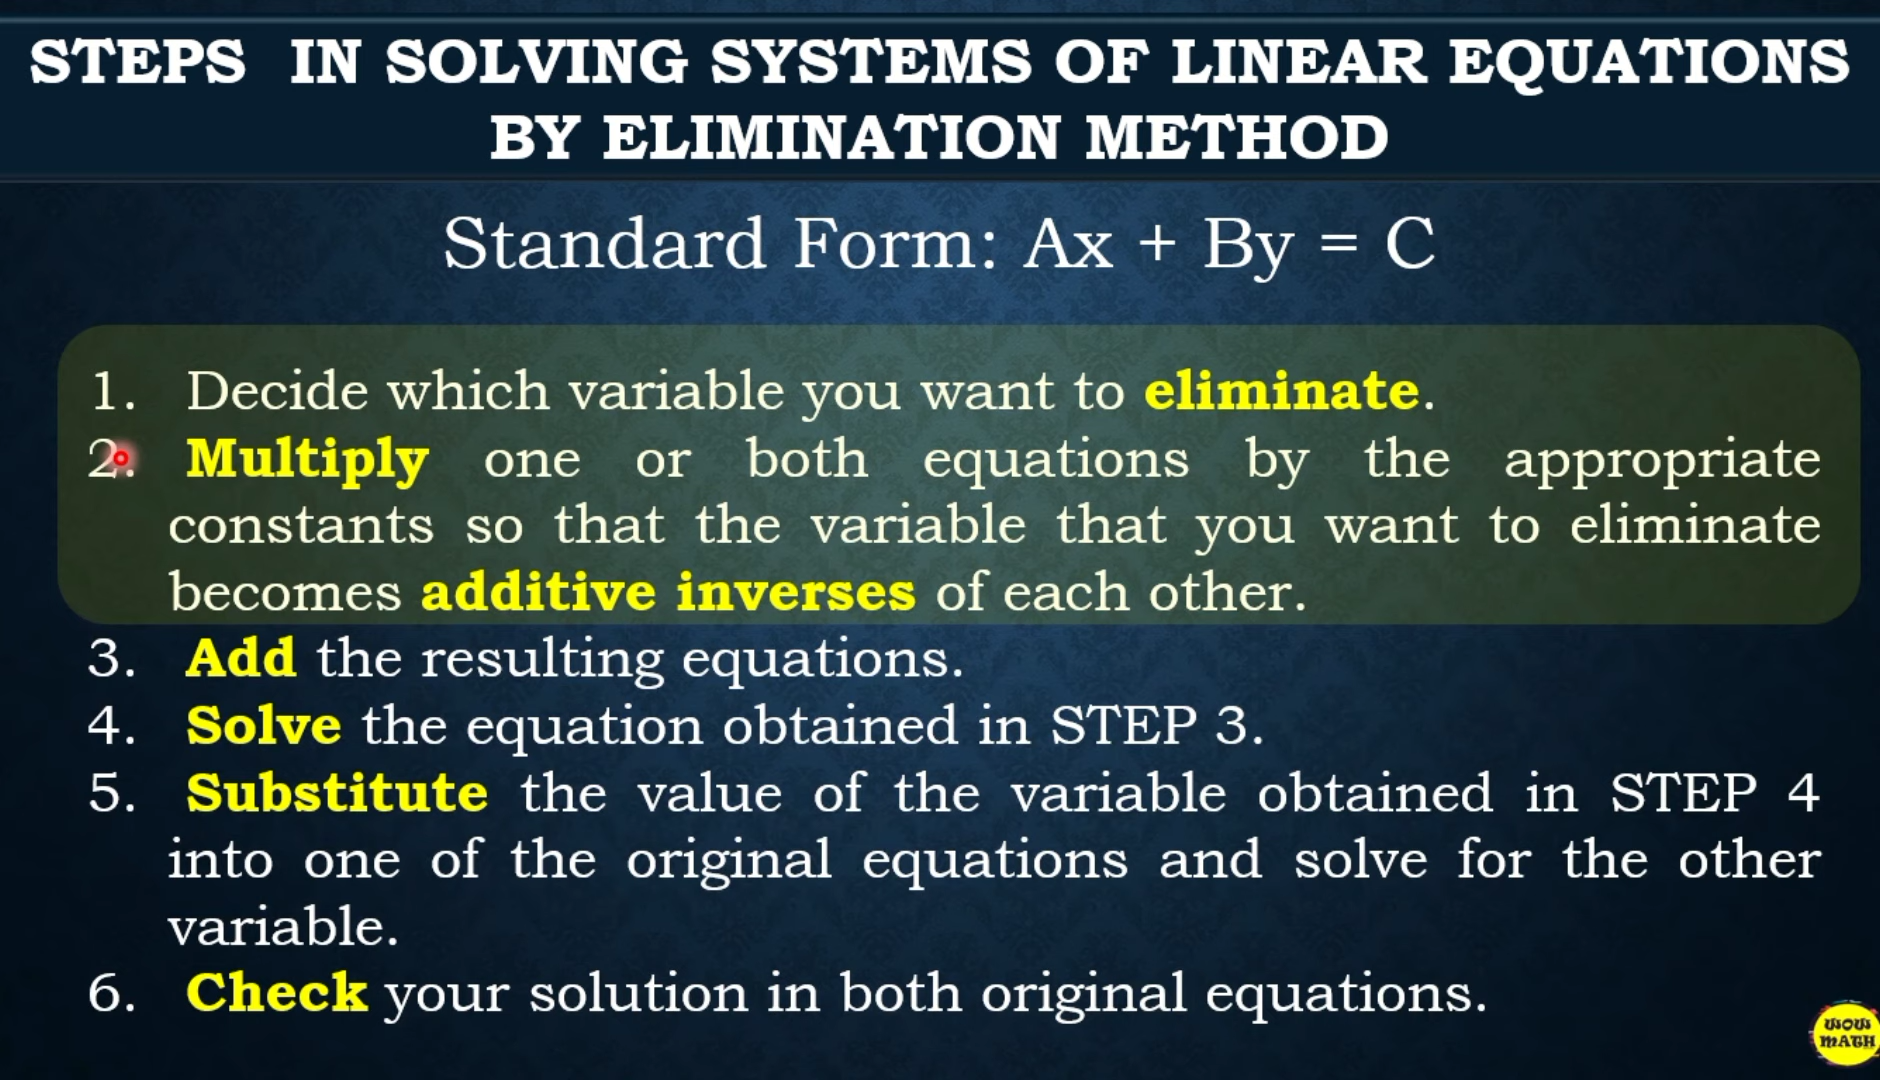 STEPS IN SOLVING SYSTEMS OF LINEAR EQUATIONS
BY ELIMINATION METHOD
Standard Form: Ax + By = C
1. Decide which variable you want to eliminate.
2. Multiply one or both equations by the appropriate
constants so that the variable that you want to eliminate
becomes additive inverses of each other.
3. Add the resulting equations.
4. Solve the equation obtained in STEP 3.
5. Substitute the value of the variable obtained in STEP 4
into one of the original equations and solve for the other
variable.
6. Check your solution in both original equations.
WOW
MATH